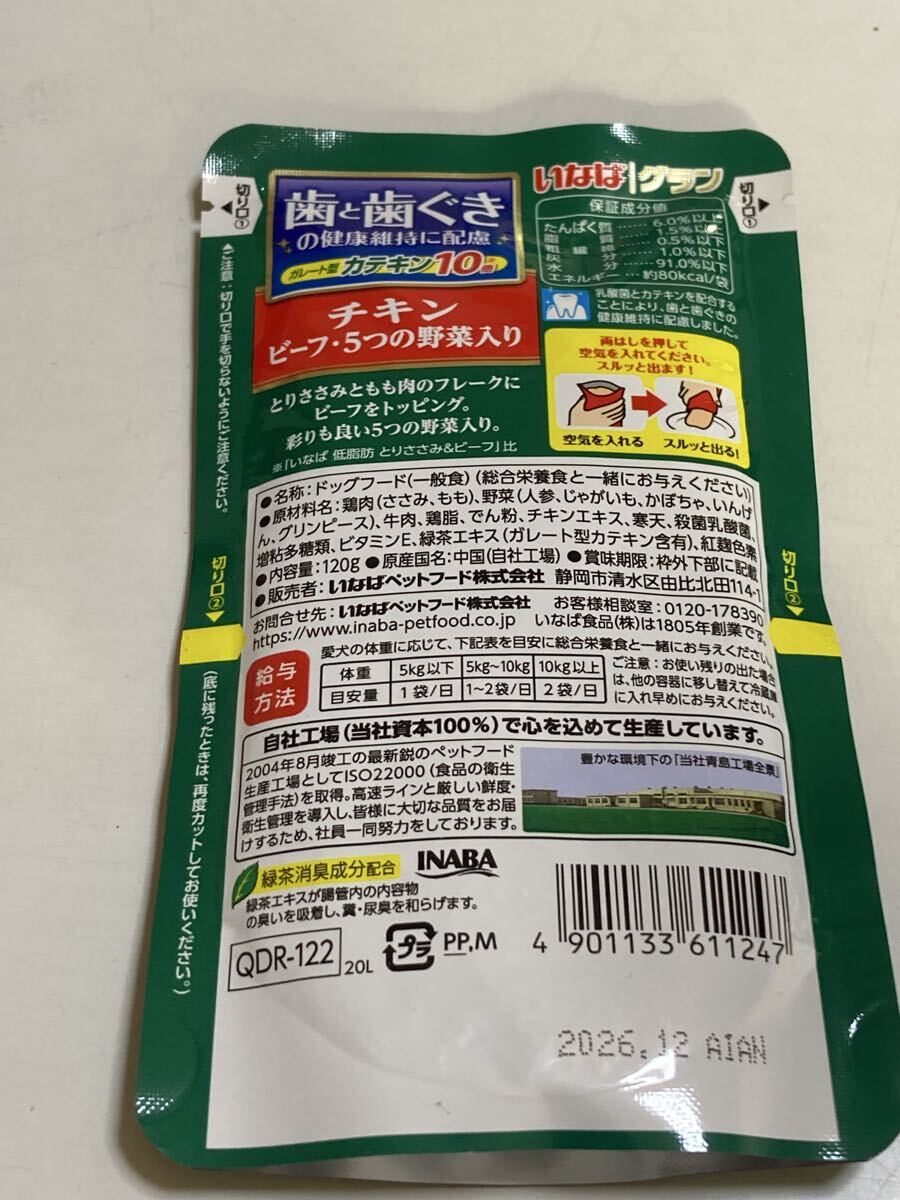 切り口①
歯と歯ぐき
の健康維持に配慮
ガレート型 カテキン10倍※!
チキン
ビーフ・5つの野菜入り
とりささみともも肉のフレークに
ビーフをトッピング。
彩りも良い5つの野菜入り。
※「いなば 低脂肪 とりささみ&ビーフ」比
いなば グラン
切り口①
保証成分値
たんぱく質 6.0%以上
脂質 1.5%以上
粗繊維 0.5%以下
灰分 1.0%以下
水分 91.0%以下
エネルギー 約80kcal/袋
乳酸菌とカテキンを配合する
ことにより、歯と歯ぐきの
健康維持に配慮しました。
両はしを押して
空気を入れてください。
スルッと出ます!
空気を入れる スルッと出る!
▲ご注意:切り口で手を切らないようにご注意ください。
●名称:ドッグフード(一般食)(総合栄養食と一緒にお与えください)
●原材料名:鶏肉(ささみ、もも)、野菜(人参、じゃがいも、かぼちゃ、いんげ
ん、グリンピース)、牛肉、鶏脂、でん粉、チキンエキス、寒天、殺菌乳酸菌、
増粘多糖類、ビタミンE、緑茶エキス(ガレート型カテキン含有)、紅麹色素
●内容量:120g ●原産国名:中国(自社工場) ●賞味期限:枠外下部に記載
●販売者:いなばペットフード株式会社 静岡市清水区由比北田114-1
お問合せ先:いなばペットフード株式会社 お客様相談室:0120-178390
https://www.inaba-petfood.co.jp いなば食品(株)は1805年創業です。
切り口②
切り口②
給与
方法
愛犬の体重に応じて、下記表を目安に総合栄養食と一緒にお与えください。
体重 5kg以下 5kg~10kg 10kg以上
目安量 1袋/日 1~2袋/日 2袋/日
ご注意:お使い残りの出た場合
は、他の容器に移し替えて冷蔵庫
に入れ早めにお与えください。
(底に残ったときは、再度カットしてお使いください。)
自社工場(当社資本100%)で心を込めて生産しています。
2004年8月竣工の最新鋭のペットフード
生産工場としてISO22000(食品の衛生
管理手法)を取得。高速ラインと厳しい鮮度・
衛生管理を導入し、皆様に大切な品質をお届
けするため、社員一同努力をしております。
豊かな環境下の「当社青島工場全景」
緑茶消臭成分配合
緑茶エキスが腸管内の内容物
の臭いを吸着し、糞・尿臭を和らげます。
INABA
QDR-122
20L
プラ
PP,M
4 901133 611247
2026.12 AIAN